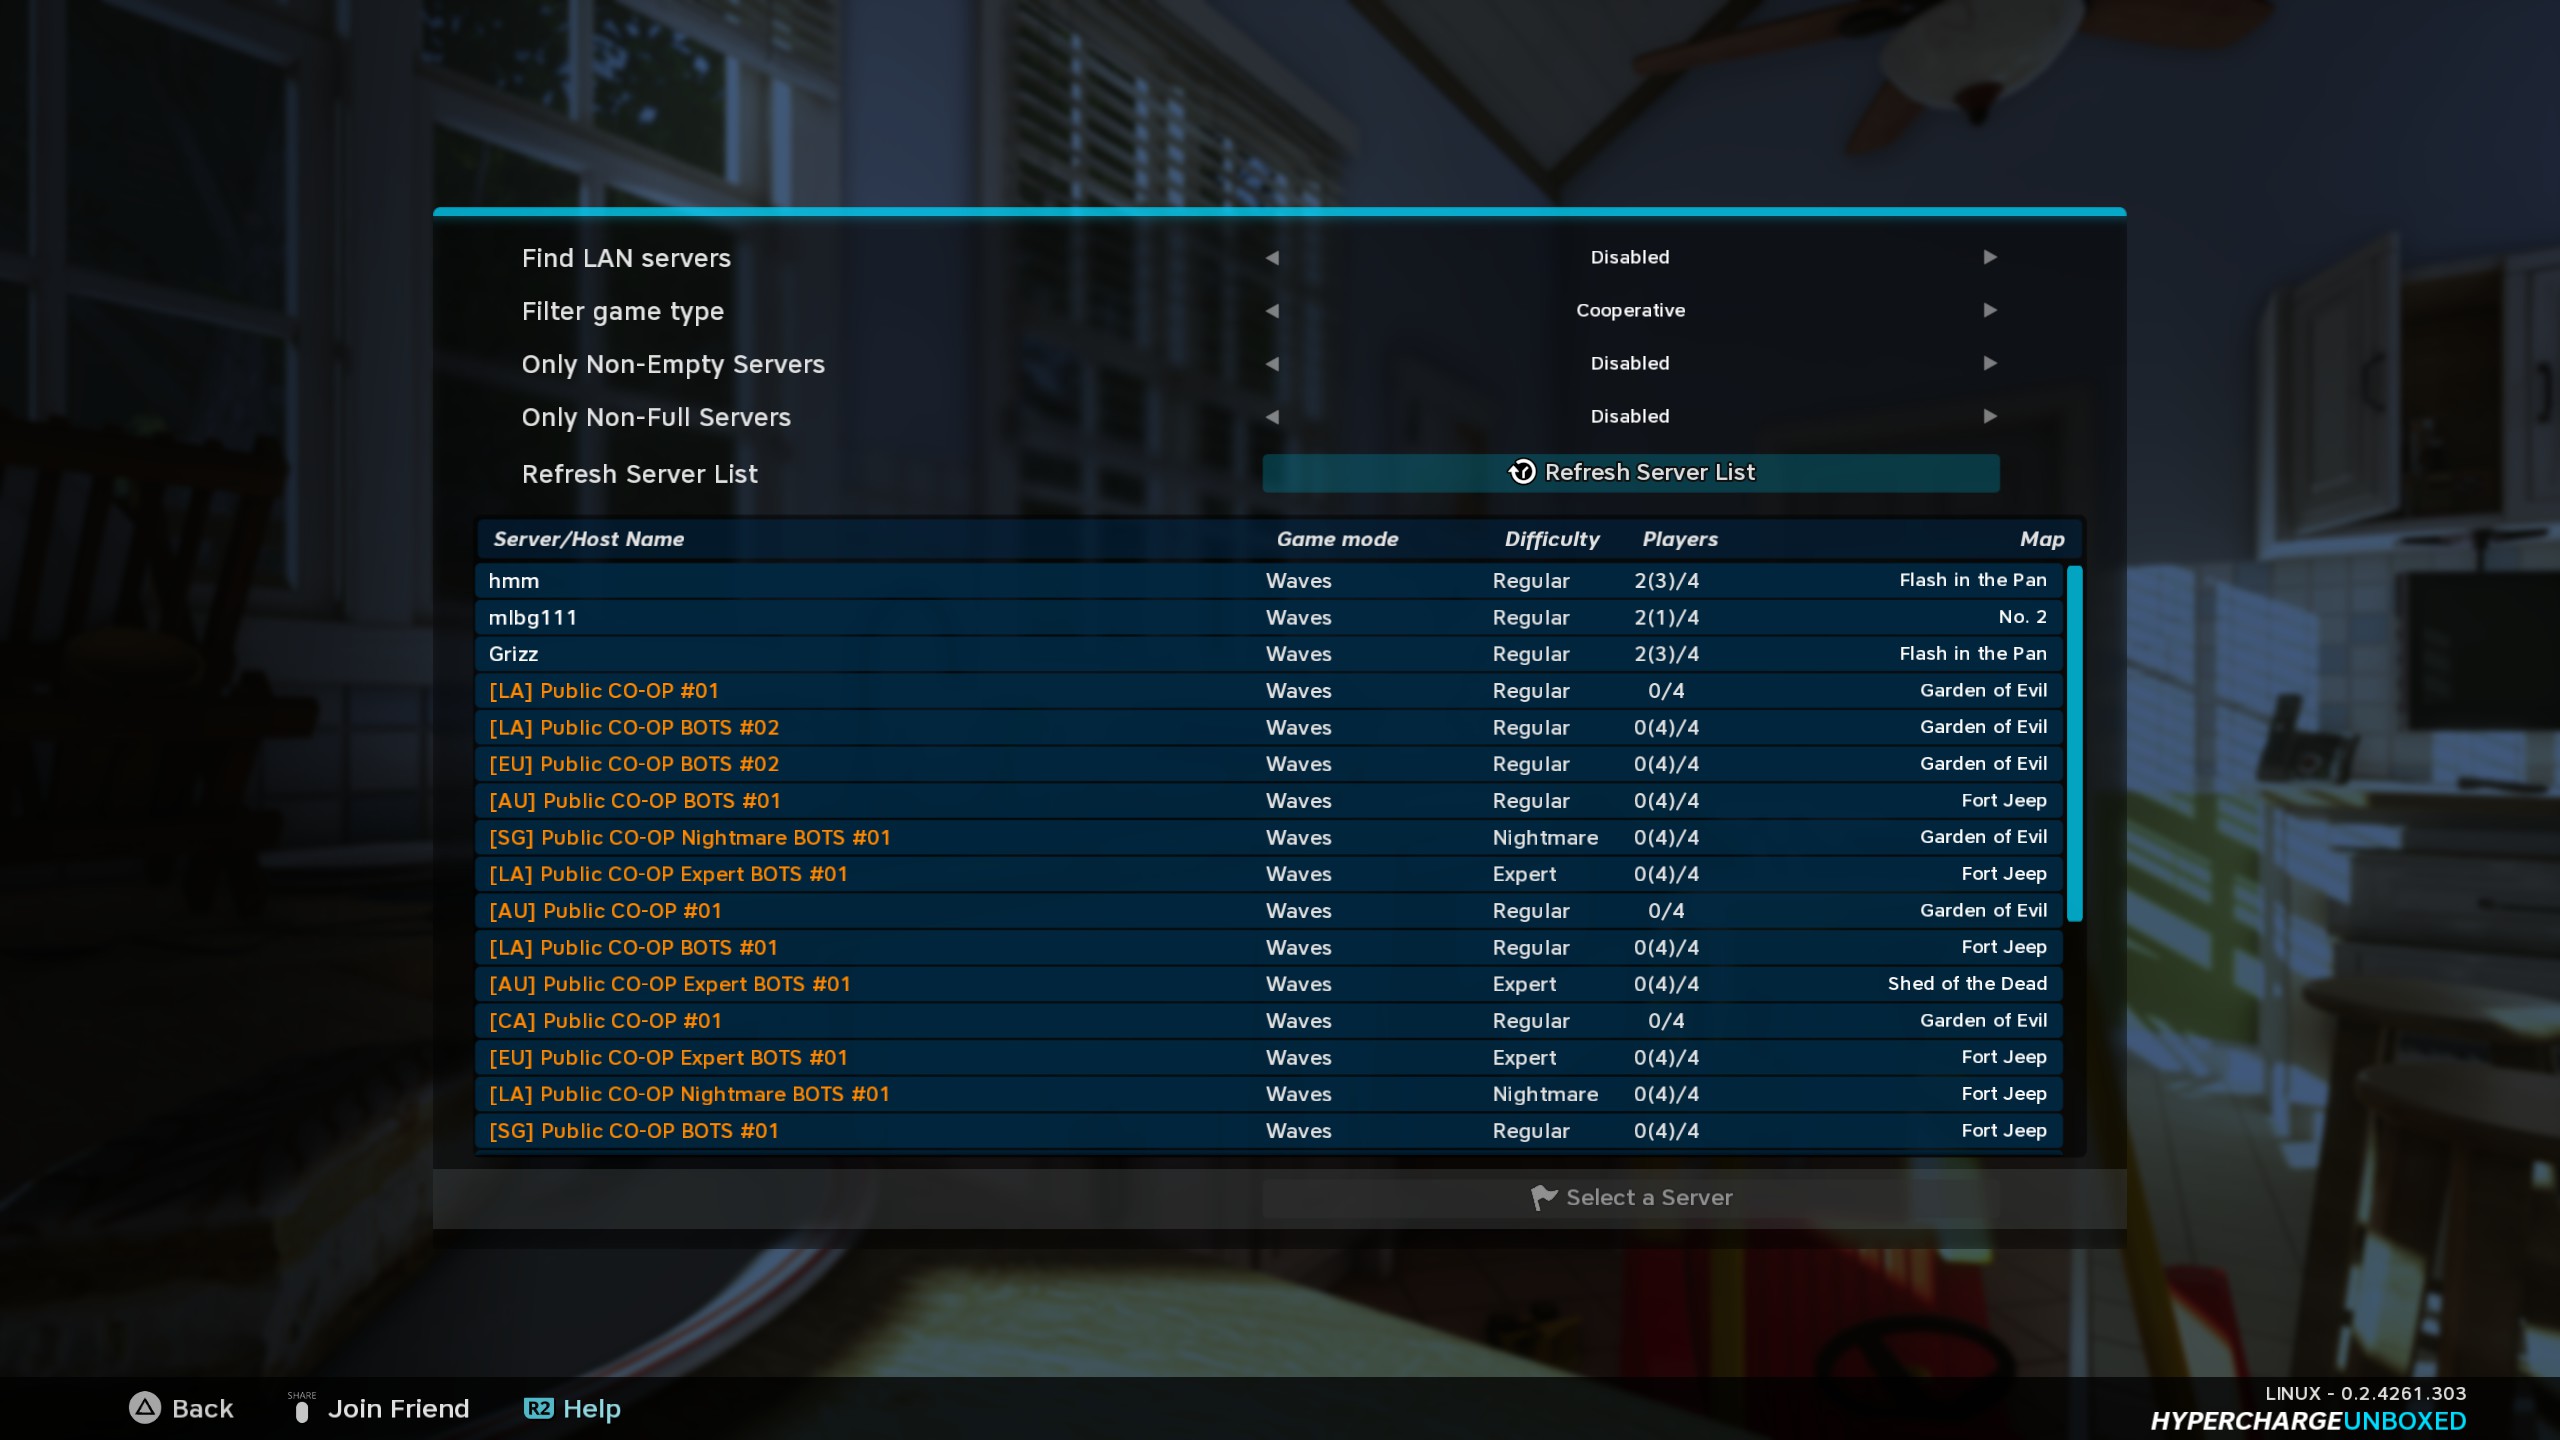 Find LAN servers Disabled
Filter game type Cooperative
Only Non-Empty Servers Disabled
Only Non-Full Servers Disabled
Refresh Server List Refresh Server List
Server/Host Name Game mode Difficulty Players Map
hmm Waves Regular 2(3)/4 Flash in the Pan
mlbg111 Waves Regular 2(1)/4 No. 2
Grizz Waves Regular 2(3)/4 Flash in the Pan
[LA] Public CO-OP #01 Waves Regular 0/4 Garden of Evil
[LA] Public CO-OP BOTS #02 Waves Regular 0(4)/4 Garden of Evil
[EU] Public CO-OP BOTS #02 Waves Regular 0(4)/4 Garden of Evil
[AU] Public CO-OP BOTS #01 Waves Regular 0(4)/4 Fort Jeep
[SG] Public CO-OP Nightmare BOTS #01 Waves Nightmare 0(4)/4 Garden of Evil
[LA] Public CO-OP Expert BOTS #01 Waves Expert 0(4)/4 Fort Jeep
[AU] Public CO-OP #01 Waves Regular 0/4 Garden of Evil
[LA] Public CO-OP BOTS #01 Waves Regular 0(4)/4 Fort Jeep
[AU] Public CO-OP Expert BOTS #01 Waves Expert 0(4)/4 Shed of the Dead
[CA] Public CO-OP #01 Waves Regular 0/4 Garden of Evil
[EU] Public CO-OP Expert BOTS #01 Waves Expert 0(4)/4 Fort Jeep
[LA] Public CO-OP Nightmare BOTS #01 Waves Nightmare 0(4)/4 Fort Jeep
[SG] Public CO-OP BOTS #01 Waves Regular 0(4)/4 Fort Jeep
Select a Server
Back SHARE Join Friend R2 Help
LINUX - 0.2.4261.303
HYPERCHARGEUNBOXED